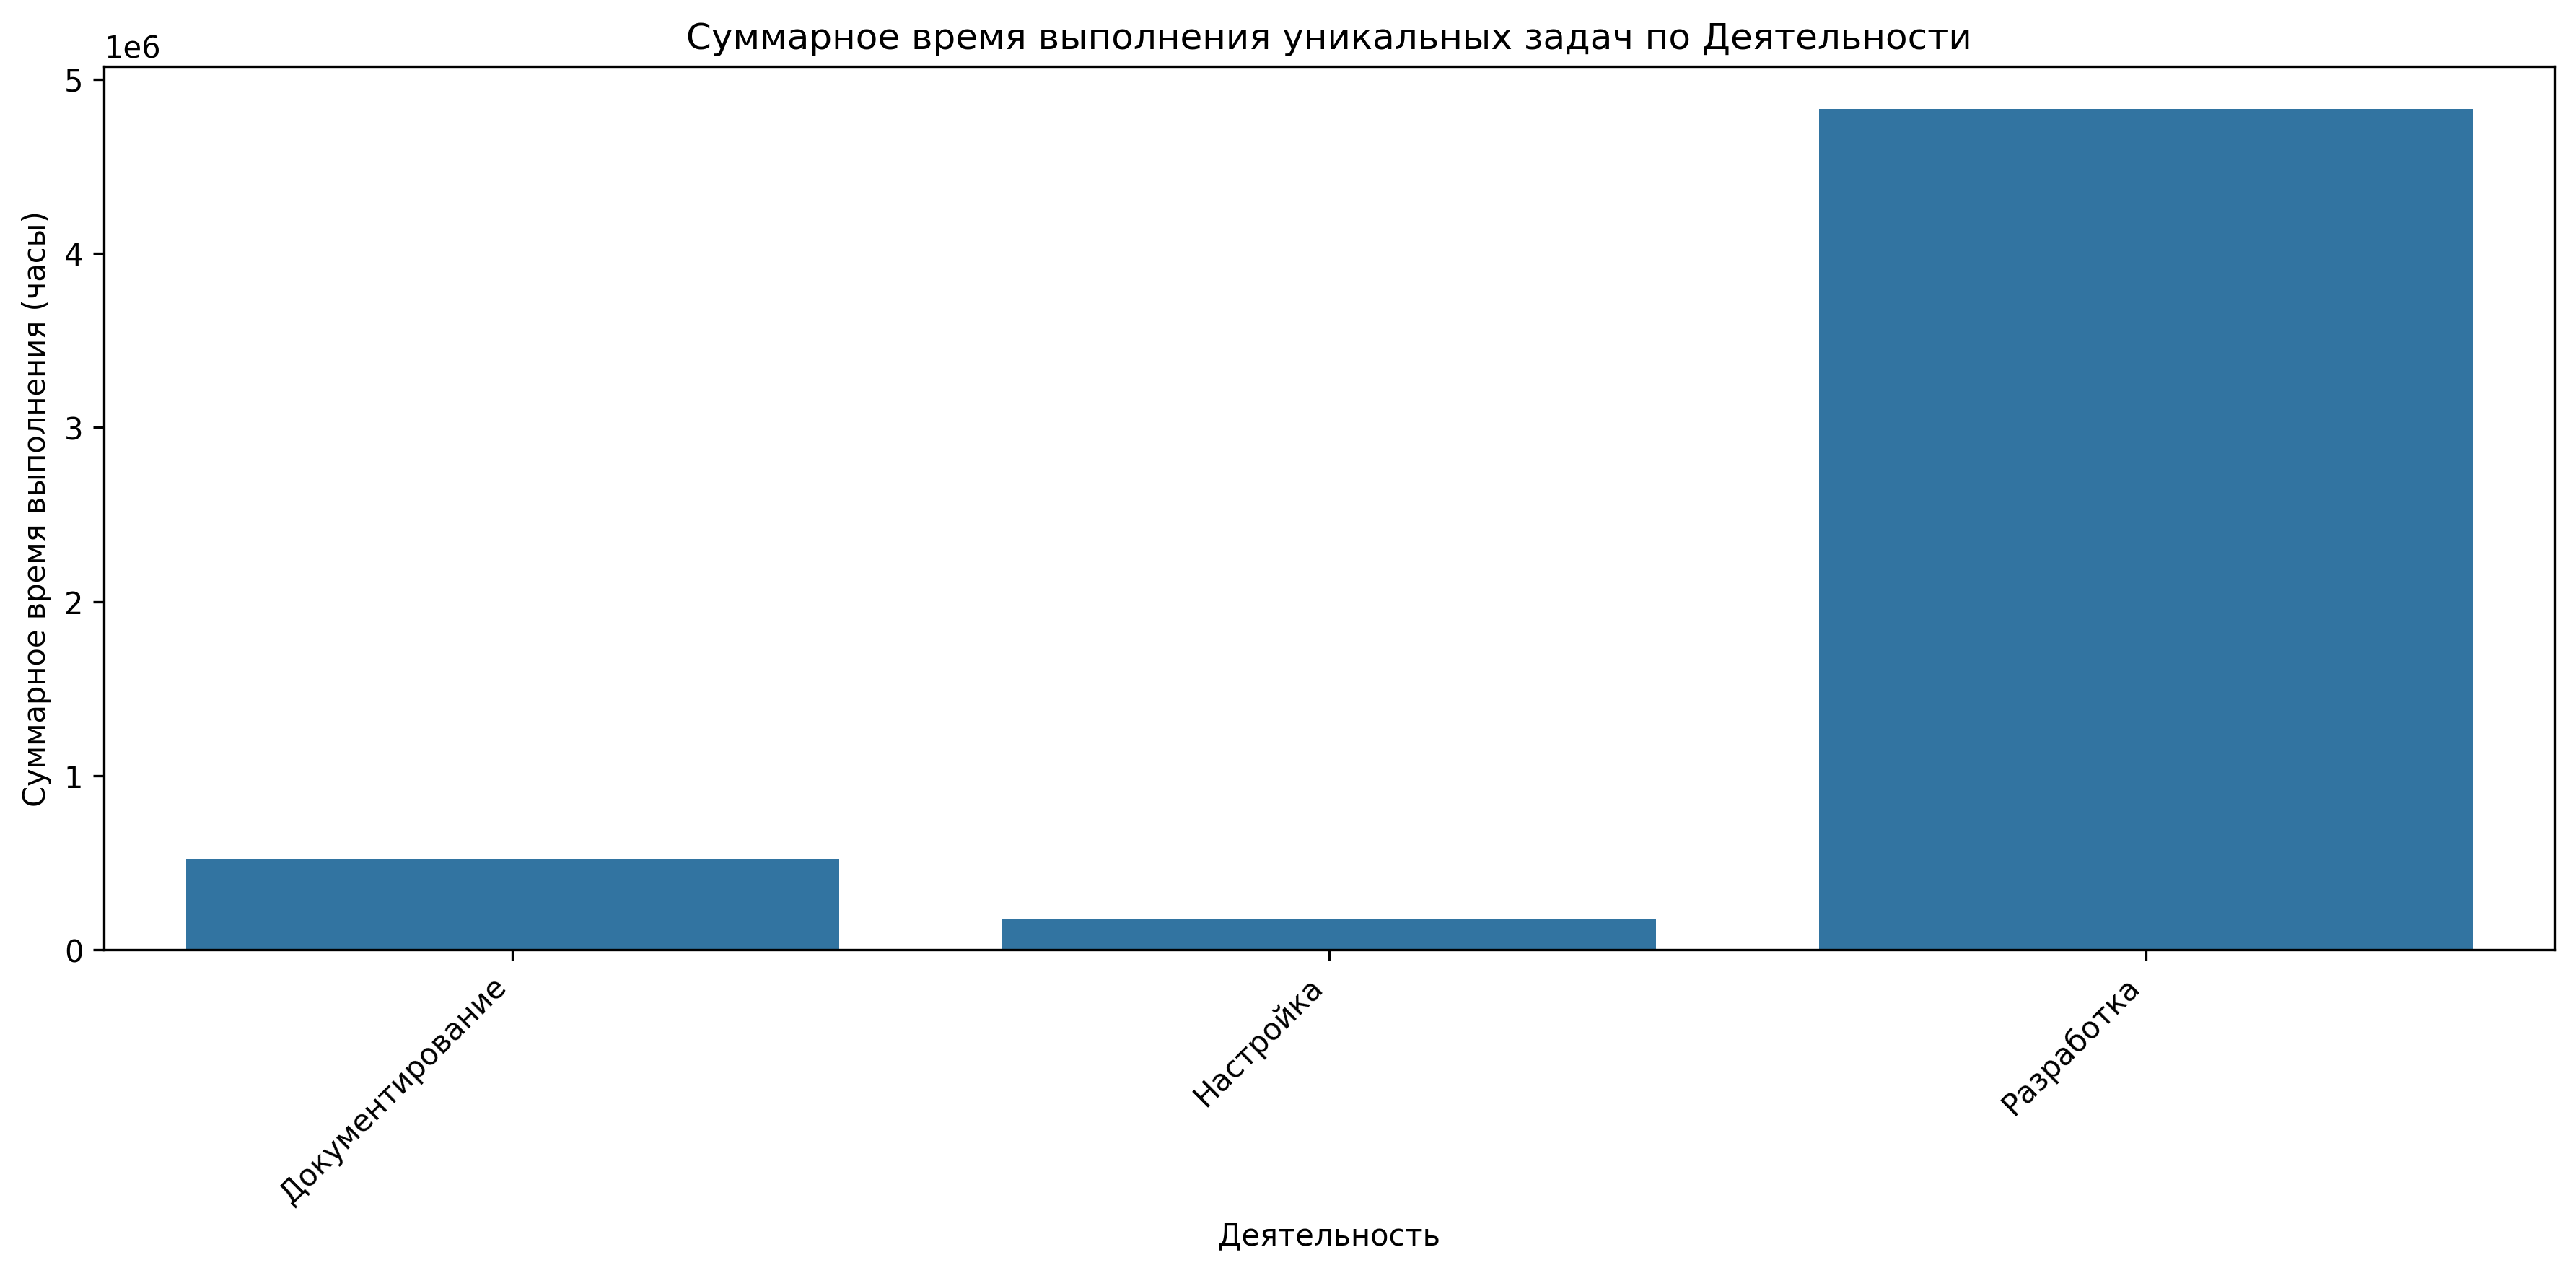 Суммарное время выполнения уникальных задач по Деятельности
1e6
5
4
3
2
1
0
Суммарное время выполнения (часы)
Документирование
Настройка
Разработка
Деятельность